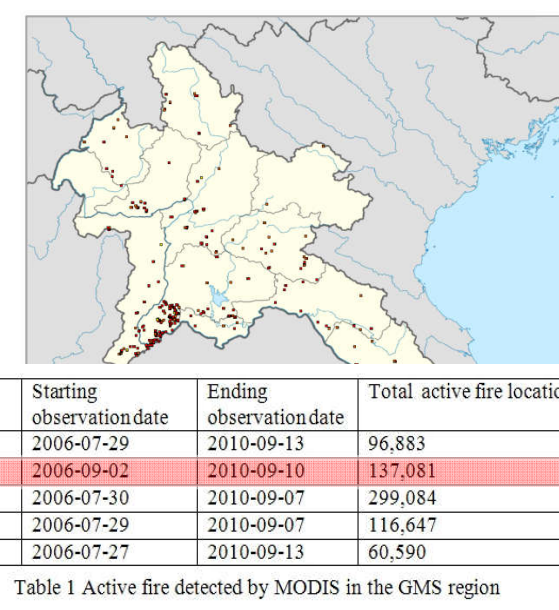 Starting observation date Ending observation date Total active fire locatio
2006-07-29 2010-09-13 96,883
2006-09-02 2010-09-10 137,081
2006-07-30 2010-09-07 299,084
2006-07-29 2010-09-07 116,647
2006-07-27 2010-09-13 60,590
Table 1 Active fire detected by MODIS in the GMS region